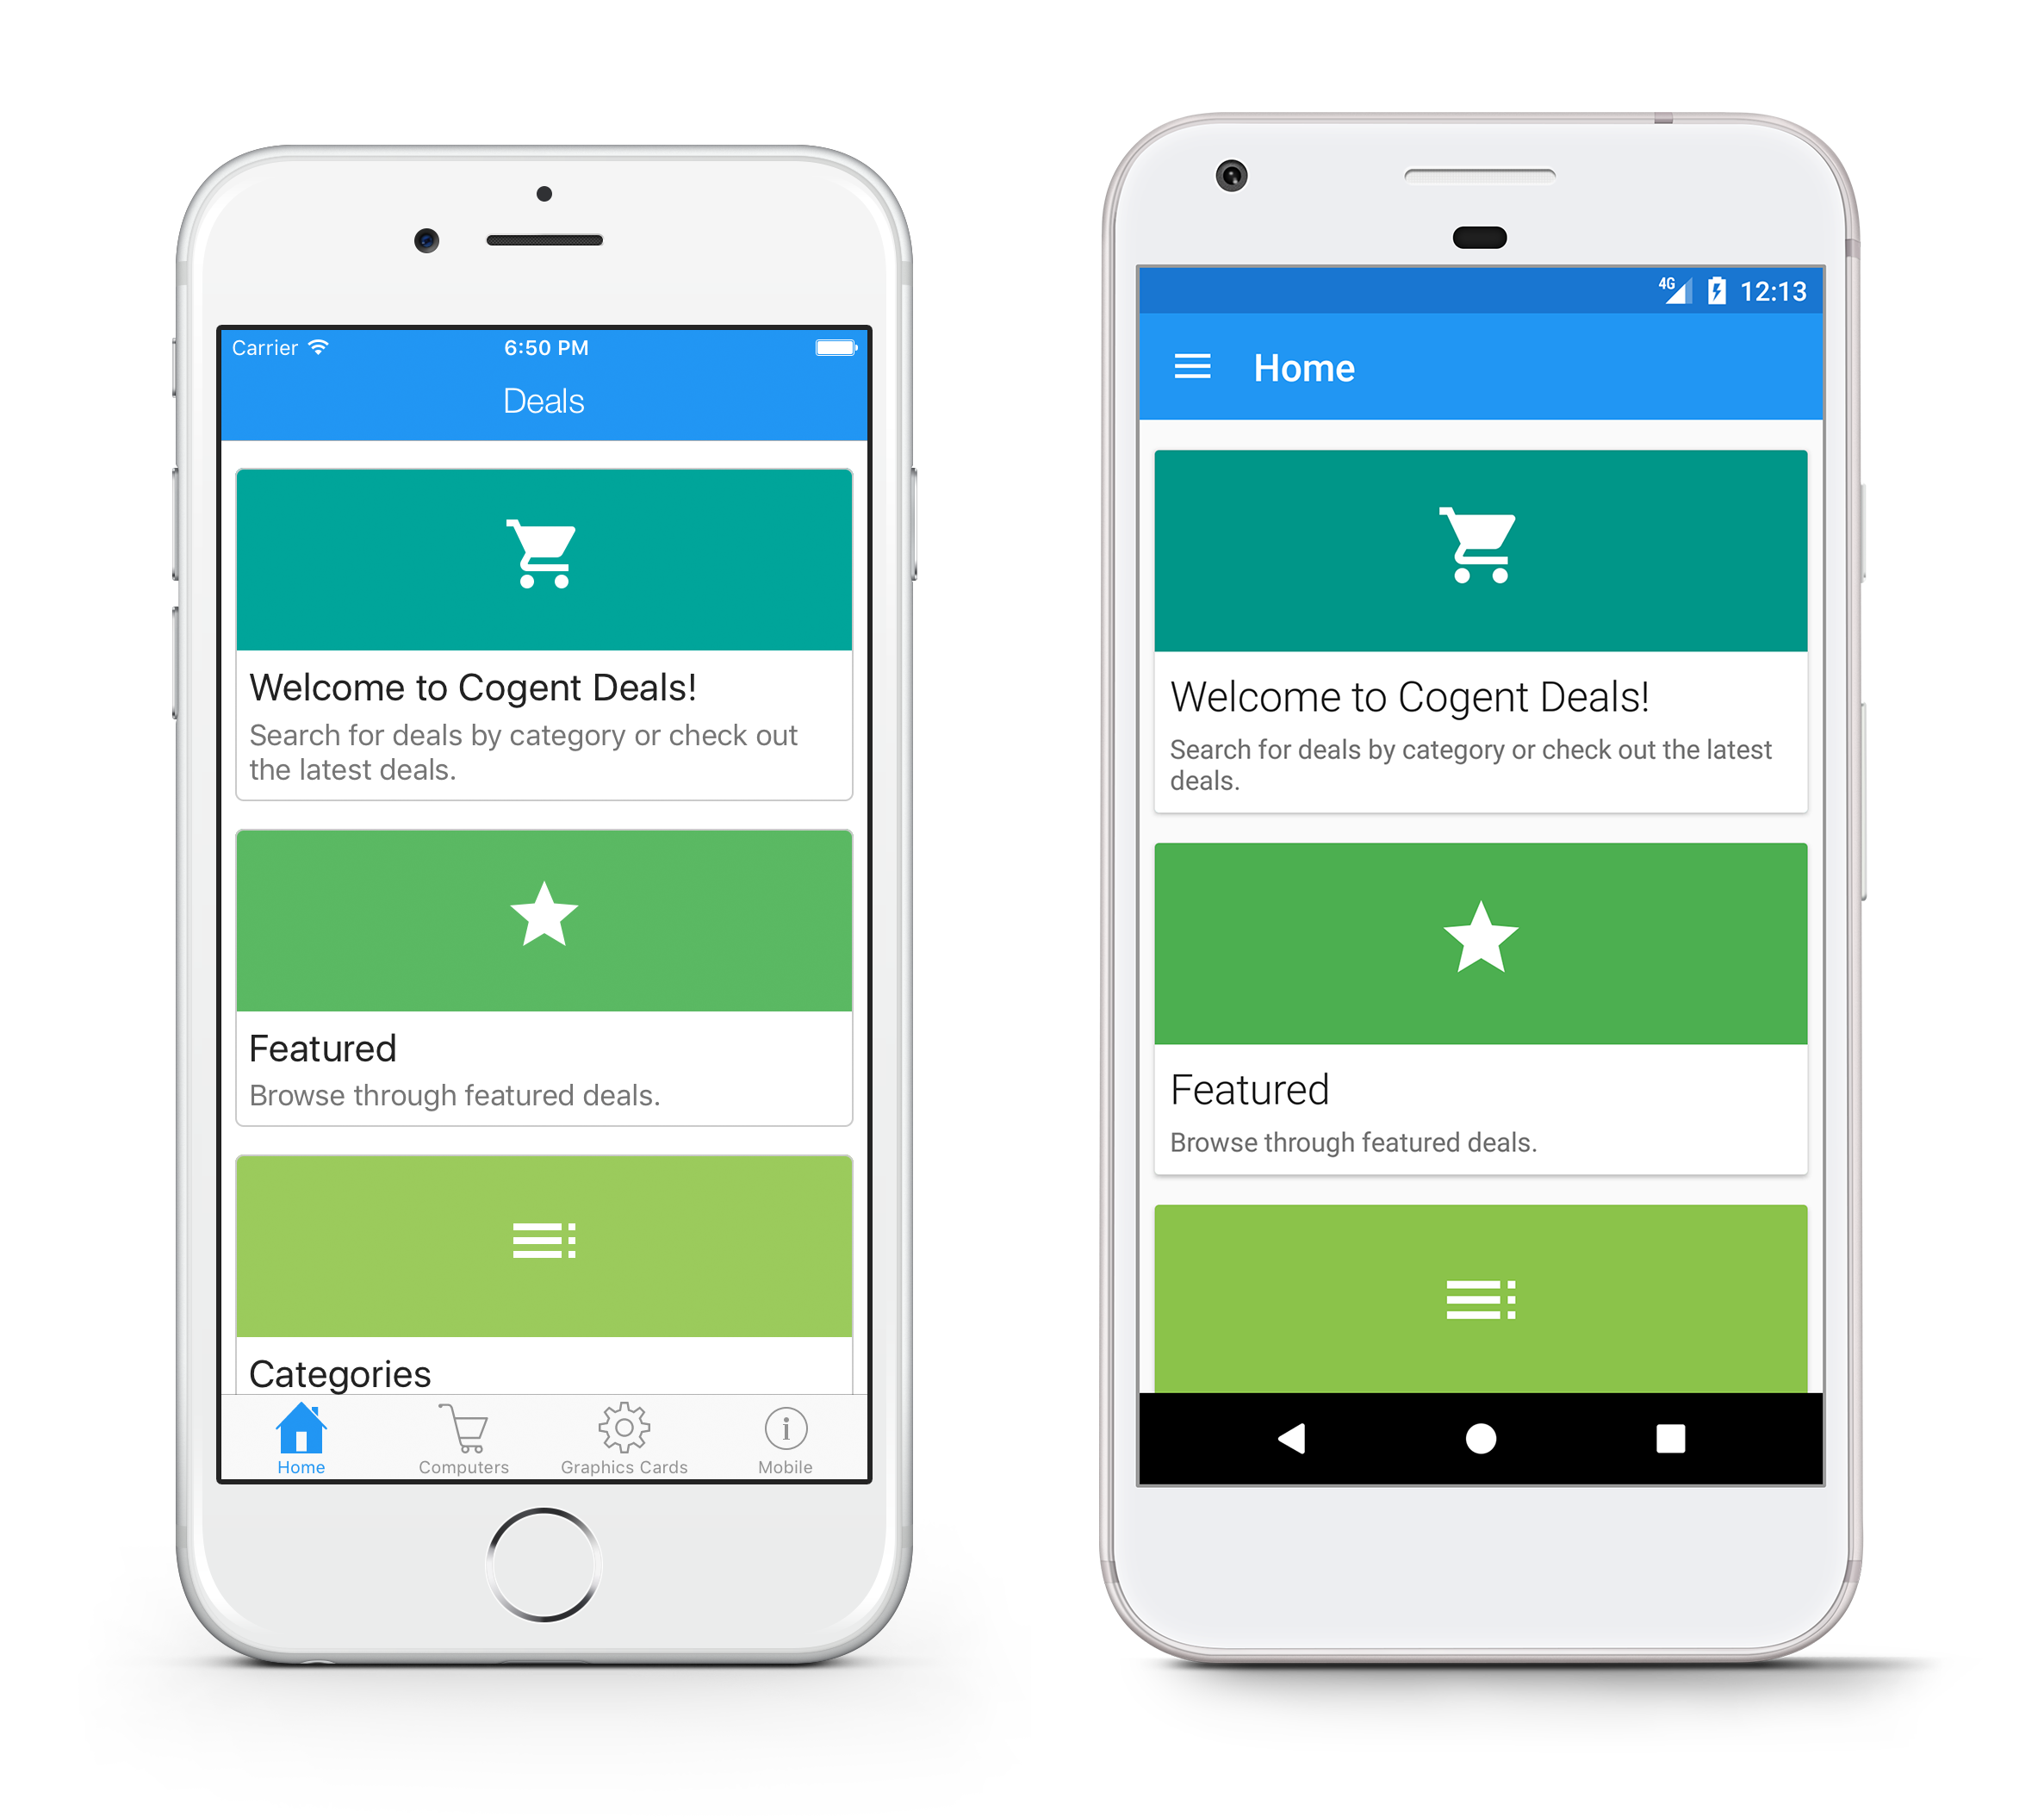 Carrier
6:50 PM
Deals
Welcome to Cogent Deals!
Search for deals by category or check out
the latest deals.
Featured
Browse through featured deals.
Categories
Home
Computers
Graphics Cards
Mobile
4G
12:13
Home
Welcome to Cogent Deals!
Search for deals by category or check out the latest
deals.
Featured
Browse through featured deals.